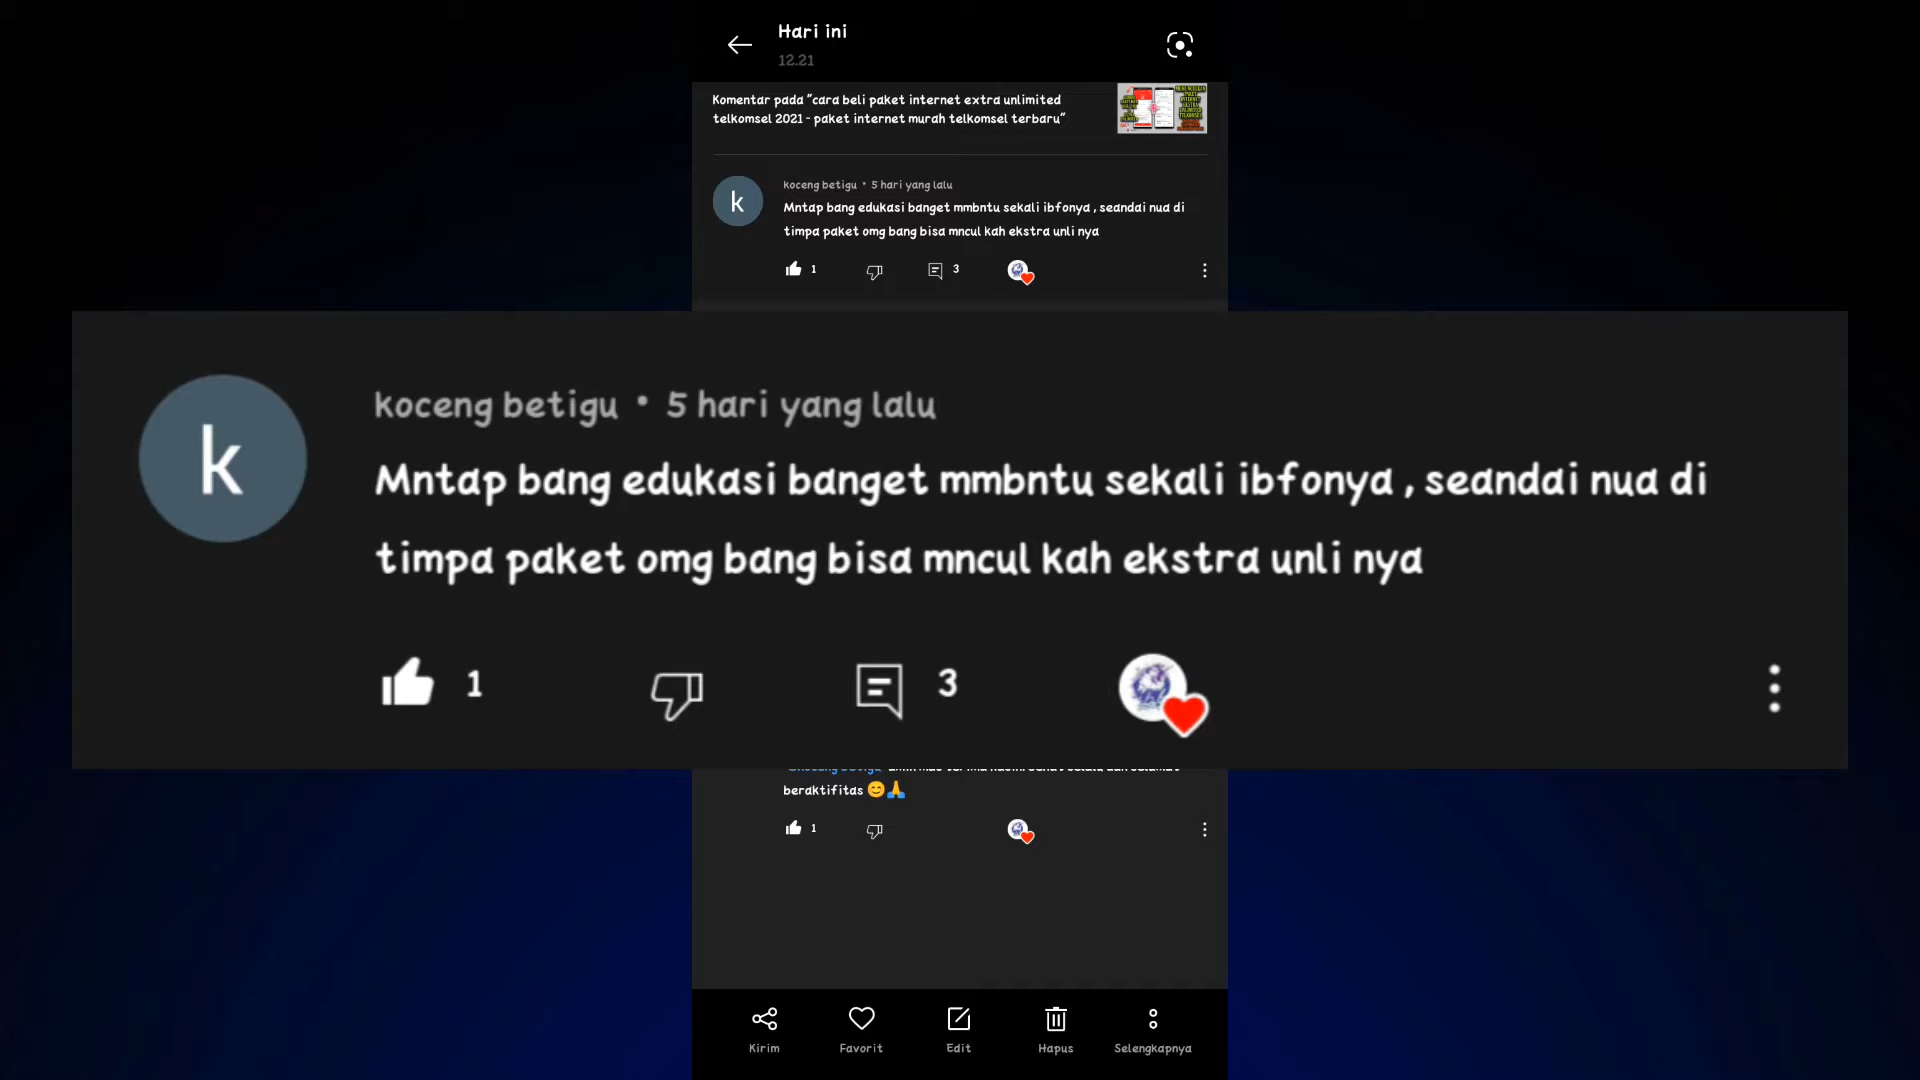 Hari ini
12.21
Komentar pada "cara beli paket internet extra unlimited
telkomsel 2021 - paket internet murah telkomsel terbaru"
k
koceng betigu • 5 hari yang lalu
Mntap bang edukasi banget mmbntu sekali ibfonya , seandai nua di
timpa paket omg bang bisa mncul kah ekstra unli nya
1
3
k
koceng betigu • 5 hari yang lalu
Mntap bang edukasi banget mmbntu sekali ibfonya , seandai nua di
timpa paket omg bang bisa mncul kah ekstra unli nya
1
3
beraktifitas 😊🙏
1
Kirim
Favorit
Edit
Hapus
Selengkapnya